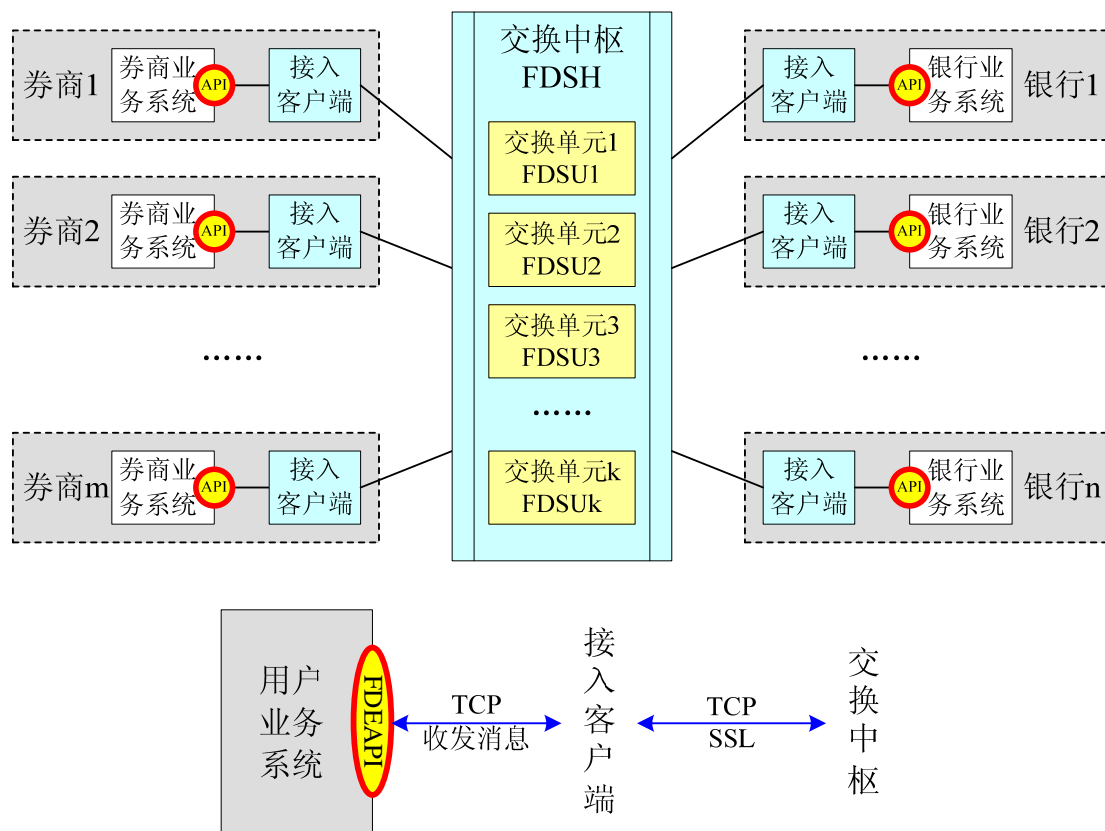 交换中枢
FDSH
券商1
券商业
务系统
API
接入
客户端
接入
客户端
API
银行业
务系统
银行1
交换单元1
FDSU1
券商2
券商业
务系统
API
接入
客户端
交换单元2
FDSU2
接入
客户端
API
银行业
务系统
银行2
交换单元3
FDSU3
……
……
……
券商m
券商业
务系统
API
接入
客户端
交换单元k
FDSUk
接入
客户端
API
银行业
务系统
银行n
用户
业务
系统
FDEAPI
TCP
收发消息
接入客户端
TCP
SSL
交换中枢